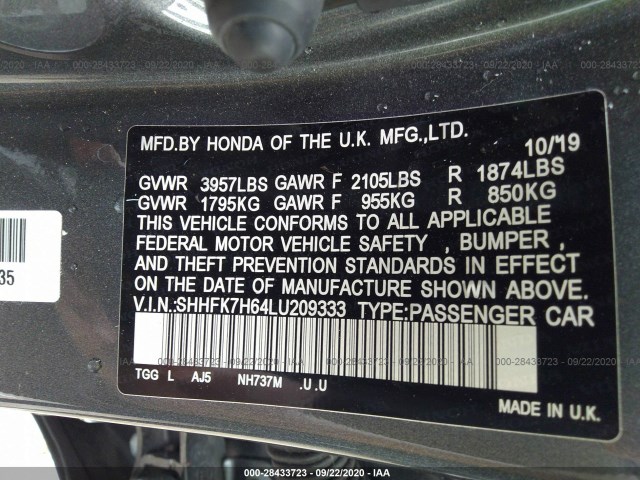 MFD.BY HONDA OF THE U.K. MFG.,LTD. 10/19
GVWR 3957LBS GAWR F 2105LBS R 1874LBS
GVWR 1795KG GAWR F 955KG R 850KG
THIS VEHICLE CONFORMS TO ALL APPLICABLE
FEDERAL MOTOR VEHICLE SAFETY , BUMPER ,
AND THEFT PREVENTION STANDARDS IN EFFECT
ON THE DATE OF MANUFACTURE SHOWN ABOVE.
V.I.N.:SHHFK7H64LU209333 TYPE:PASSENGER CAR
TGG L AJ5 NH737M .U.U
MADE IN U.K.
35
000-28433723 - 09/22/2020 - IAA